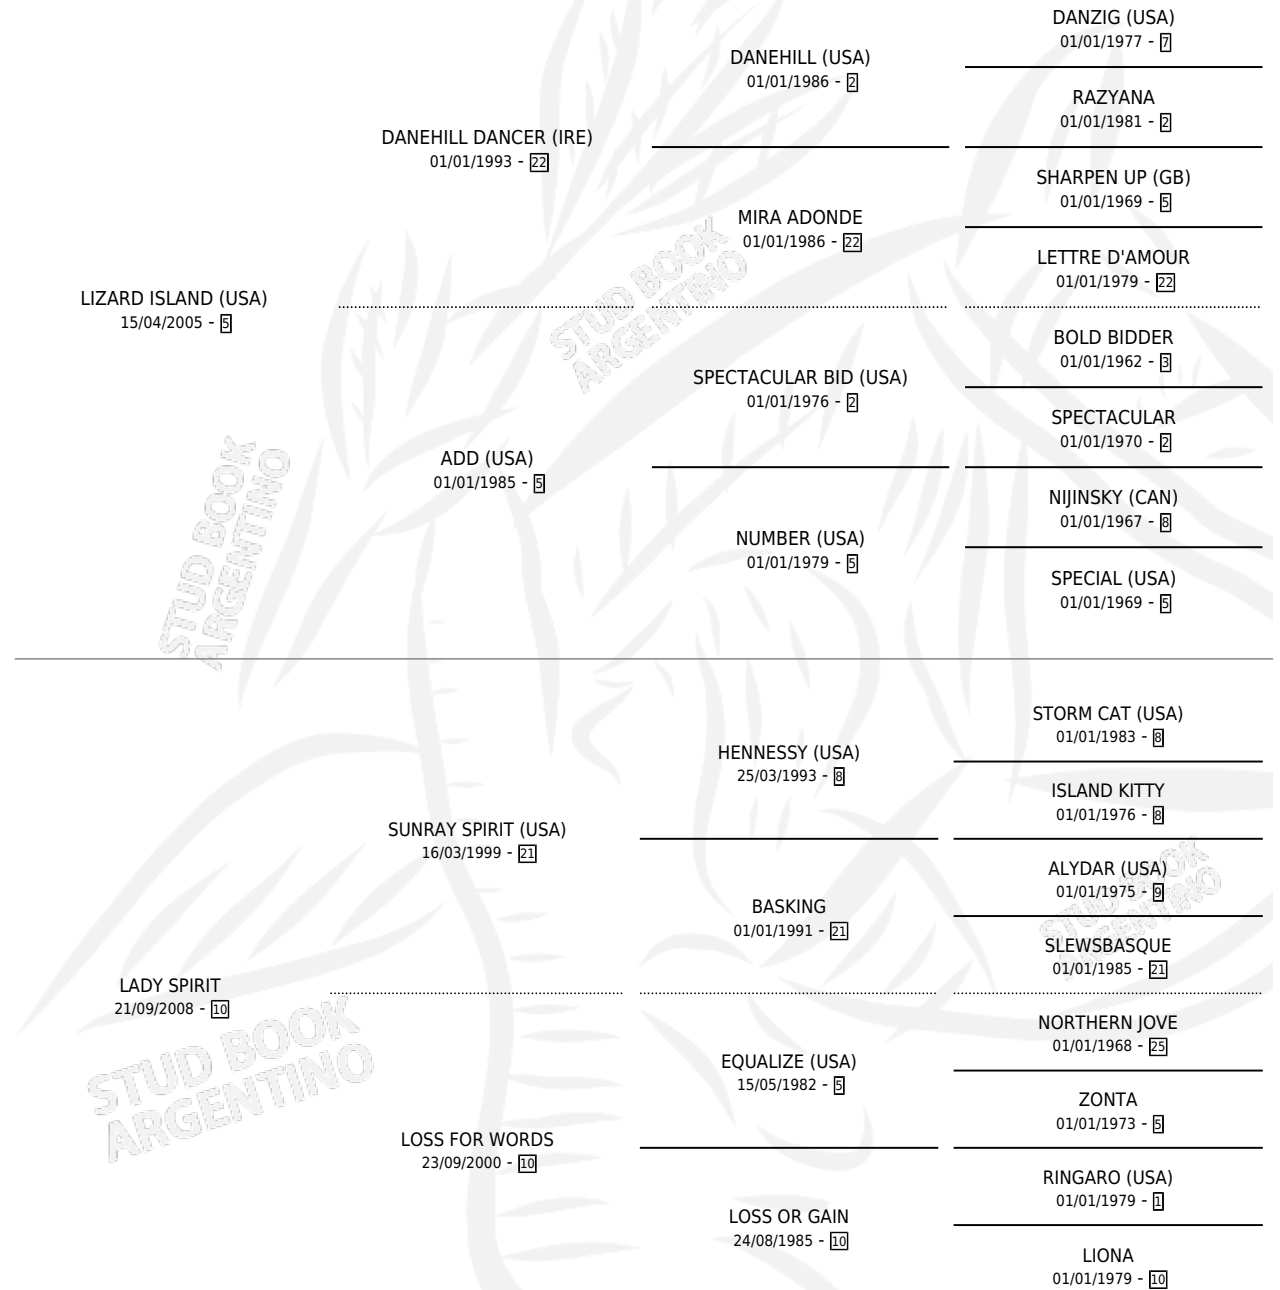 DANZIG (USA)
01/01/1977 - 7
DANEHILL (USA)
01/01/1986 - 2
RAZYANA
01/01/1981 - 2
DANEHILL DANCER (IRE)
01/01/1993 - 22
SHARPEN UP (GB)
01/01/1969 - 5
MIRA ADONDE
01/01/1986 - 22
LETTRE D'AMOUR
01/01/1979 - 22
LIZARD ISLAND (USA)
15/04/2005 - 5
BOLD BIDDER
01/01/1962 - 3
SPECTACULAR BID (USA)
01/01/1976 - 2
SPECTACULAR
01/01/1970 - 2
ADD (USA)
01/01/1985 - 5
NIJINSKY (CAN)
01/01/1967 - 8
NUMBER (USA)
01/01/1979 - 5
SPECIAL (USA)
01/01/1969 - 5
STORM CAT (USA)
01/01/1983 - 8
HENNESSY (USA)
25/03/1993 - 8
ISLAND KITTY
01/01/1976 - 8
SUNRAY SPIRIT (USA)
16/03/1999 - 21
ALYDAR (USA)
01/01/1975 - 9
BASKING
01/01/1991 - 21
SLEWSBASQUE
01/01/1985 - 21
LADY SPIRIT
21/09/2008 - 10
NORTHERN JOVE
01/01/1968 - 25
EQUALIZE (USA)
15/05/1982 - 5
ZONTA
01/01/1973 - 5
LOSS FOR WORDS
23/09/2000 - 10
RINGARO (USA)
01/01/1979 - 1
LOSS OR GAIN
24/08/1985 - 10
LIONA
01/01/1979 - 10
STUD BOOK
ARGENTINO
STUD BOOK
ARGENTINO
STUD BOOK
ARGENTINO
STUD BOOK
ARGENTINO